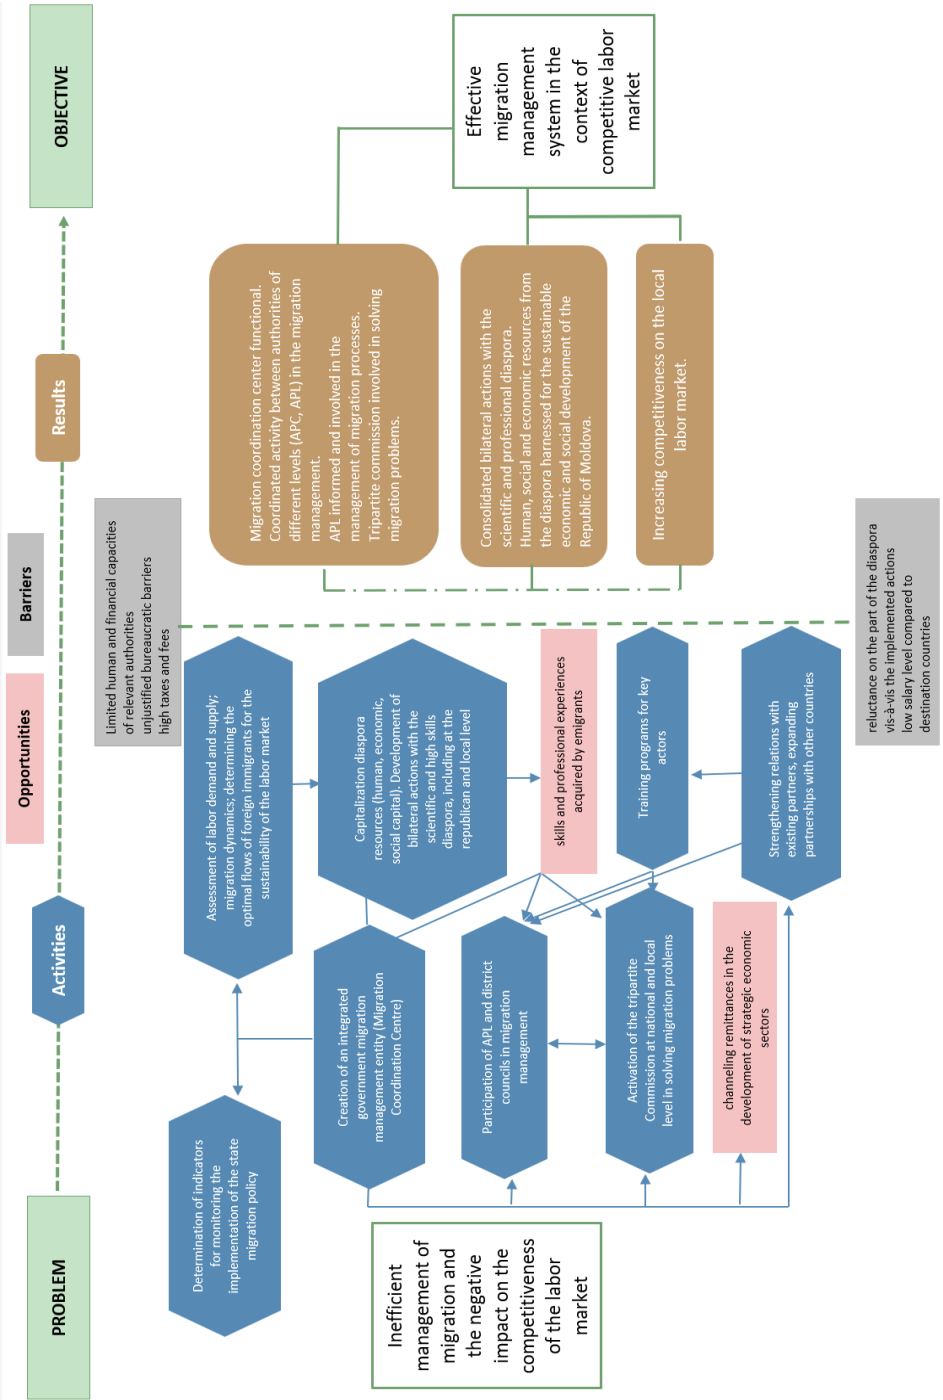 PROBLEM
Activities
Opportunities
Barriers
Results
OBJECTIVE
Inefficient
management of
migration and
the negative
impact on the
competitiveness
of the labor
market
Determination of indicators
for monitoring the
implementation of the state
migration policy
Assessment of labor demand and supply;
migration dynamics; determining the
optimal flows of foreign immigrants for the
sustainability of the labor market
Creation of an integrated
government migration
management entity (Migration
Coordination Centre)
Capitalization diaspora
resources (human, economic,
social capital). Development of
bilateral actions with the
scientific and high skills
diaspora, including at the
republican and local level
Participation of APL and district
councils in migration
management
skills and professional experiences
acquired by emigrants
Activation of the tripartite
Commission at national and local
level in solving migration problems
Training programs for key
actors
channeling remittances in the
development of strategic economic
sectors
Strengthening relations with
existing partners, expanding
partnerships with other countries
Limited human and financial capacities
of relevant authorities
unjustified bureaucratic barriers
high taxes and fees
reluctance on the part of the diaspora
vis-à-vis the implemented actions
low salary level compared to
destination countries
Migration coordination center functional.
Coordinated activity between authorities of
different levels (APC, APL) in the migration
management.
APL informed and involved in the
management of migration processes.
Tripartite commission involved in solving
migration problems.
Consolidated bilateral actions with the
scientific and professional diaspora.
Human, social and economic resources from
the diaspora harnessed for the sustainable
economic and social development of the
Republic of Moldova.
Increasing competitiveness on the local
labor market.
Effective
migration
management
system in the
context of
competitive labor
market